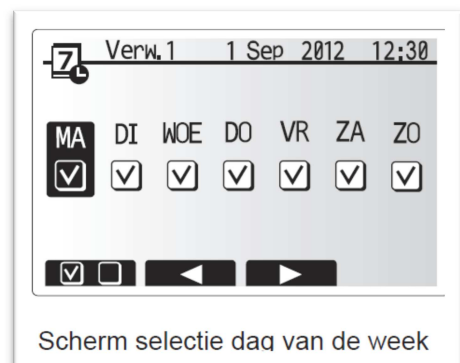 7 Verw.1 1 Sep 2012 12:30
MA DI WOE DO VR ZA ZO
Scherm selectie dag van de week